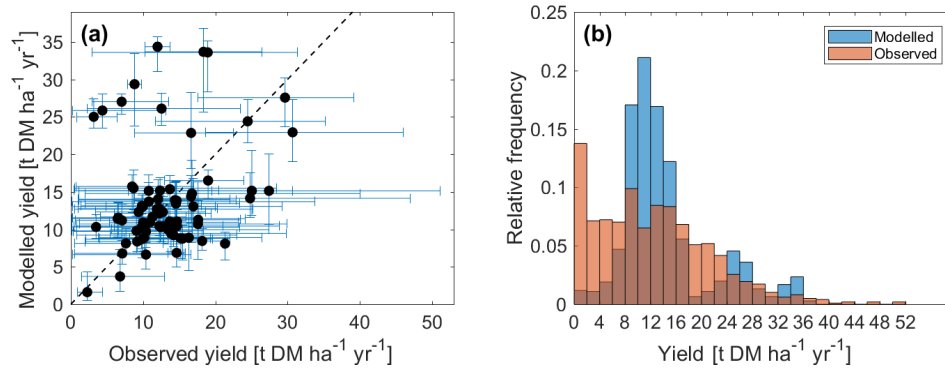 (a)
Modelled yield [t DM ha⁻¹ yr⁻¹]
35
30
25
20
15
10
5
0
0 10 20 30 40 50
Observed yield [t DM ha⁻¹ yr⁻¹]
(b)
Modelled
Observed
Relative frequency
0.25
0.2
0.15
0.1
0.05
0
0 4 8 12 16 20 24 28 32 36 40 44 48 52
Yield [t DM ha⁻¹ yr⁻¹]